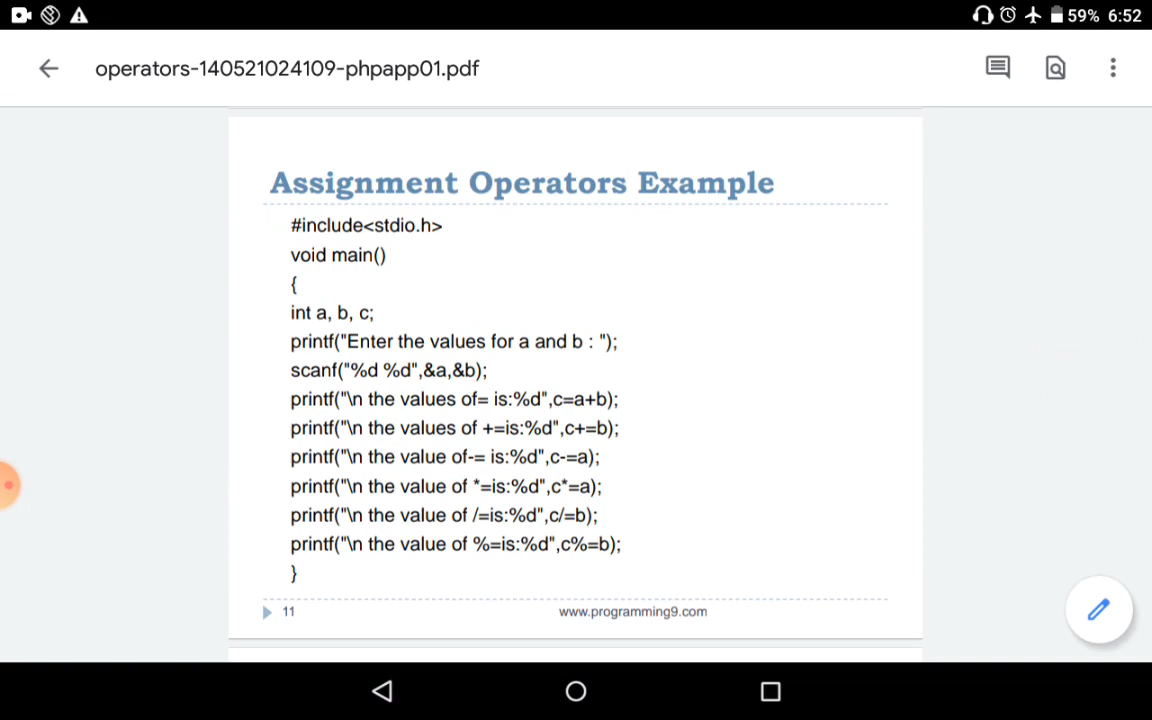 59% 6:52
operators-140521024109-phpapp01.pdf
Assignment Operators Example
#include<stdio.h>
void main()
{
int a, b, c;
printf("Enter the values for a and b : ");
scanf("%d %d",&a,&b);
printf("\n the values of= is:%d",c=a+b);
printf("\n the values of +=is:%d",c+=b);
printf("\n the value of-= is:%d",c-=a);
printf("\n the value of *=is:%d",c*=a);
printf("\n the value of /=is:%d",c/=b);
printf("\n the value of %=is:%d",c%=b);
}
11 www.programming9.com